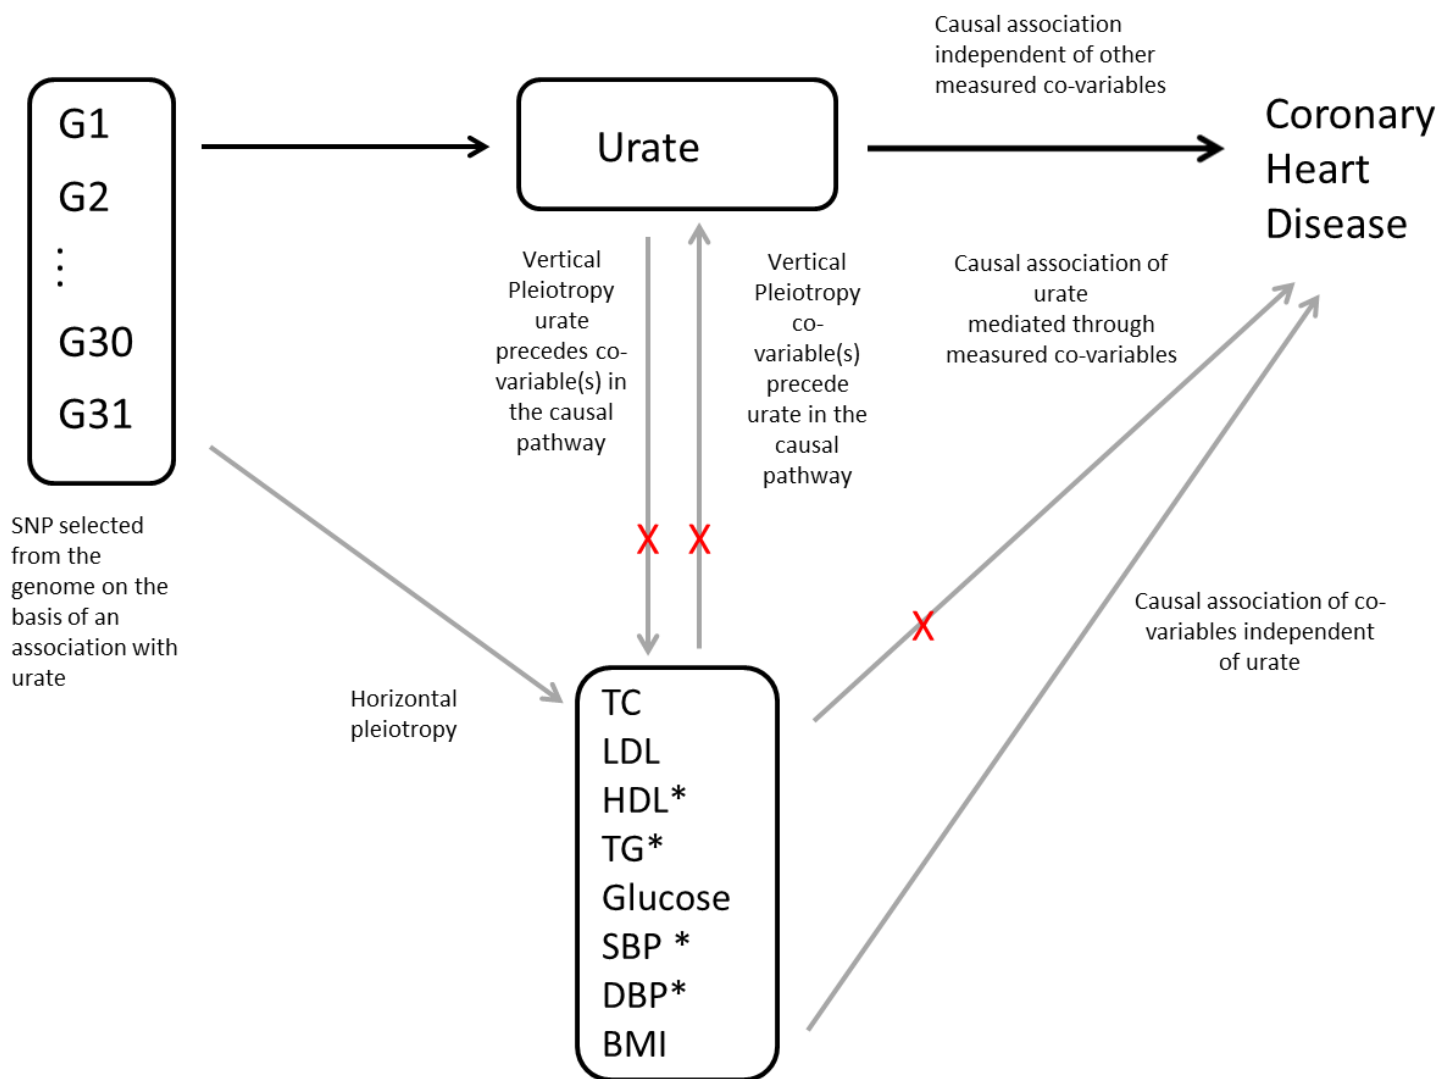 Causal association
independent of other
measured co-variables
G1
G2
⋮
G30
G31
Urate
Coronary
Heart
Disease
Vertical
Pleiotropy
urate
precedes co-
variable(s) in
the causal
pathway
Vertical
Pleiotropy
co-
variable(s)
precede
urate in the
causal
pathway
Causal association of
urate
mediated through
measured co-variables
SNP selected
from the
genome on the
basis of an
association with
urate
X
X
X
Horizontal
pleiotropy
Causal association of co-
variables independent
of urate
TC
LDL
HDL*
TG*
Glucose
SBP *
DBP*
BMI